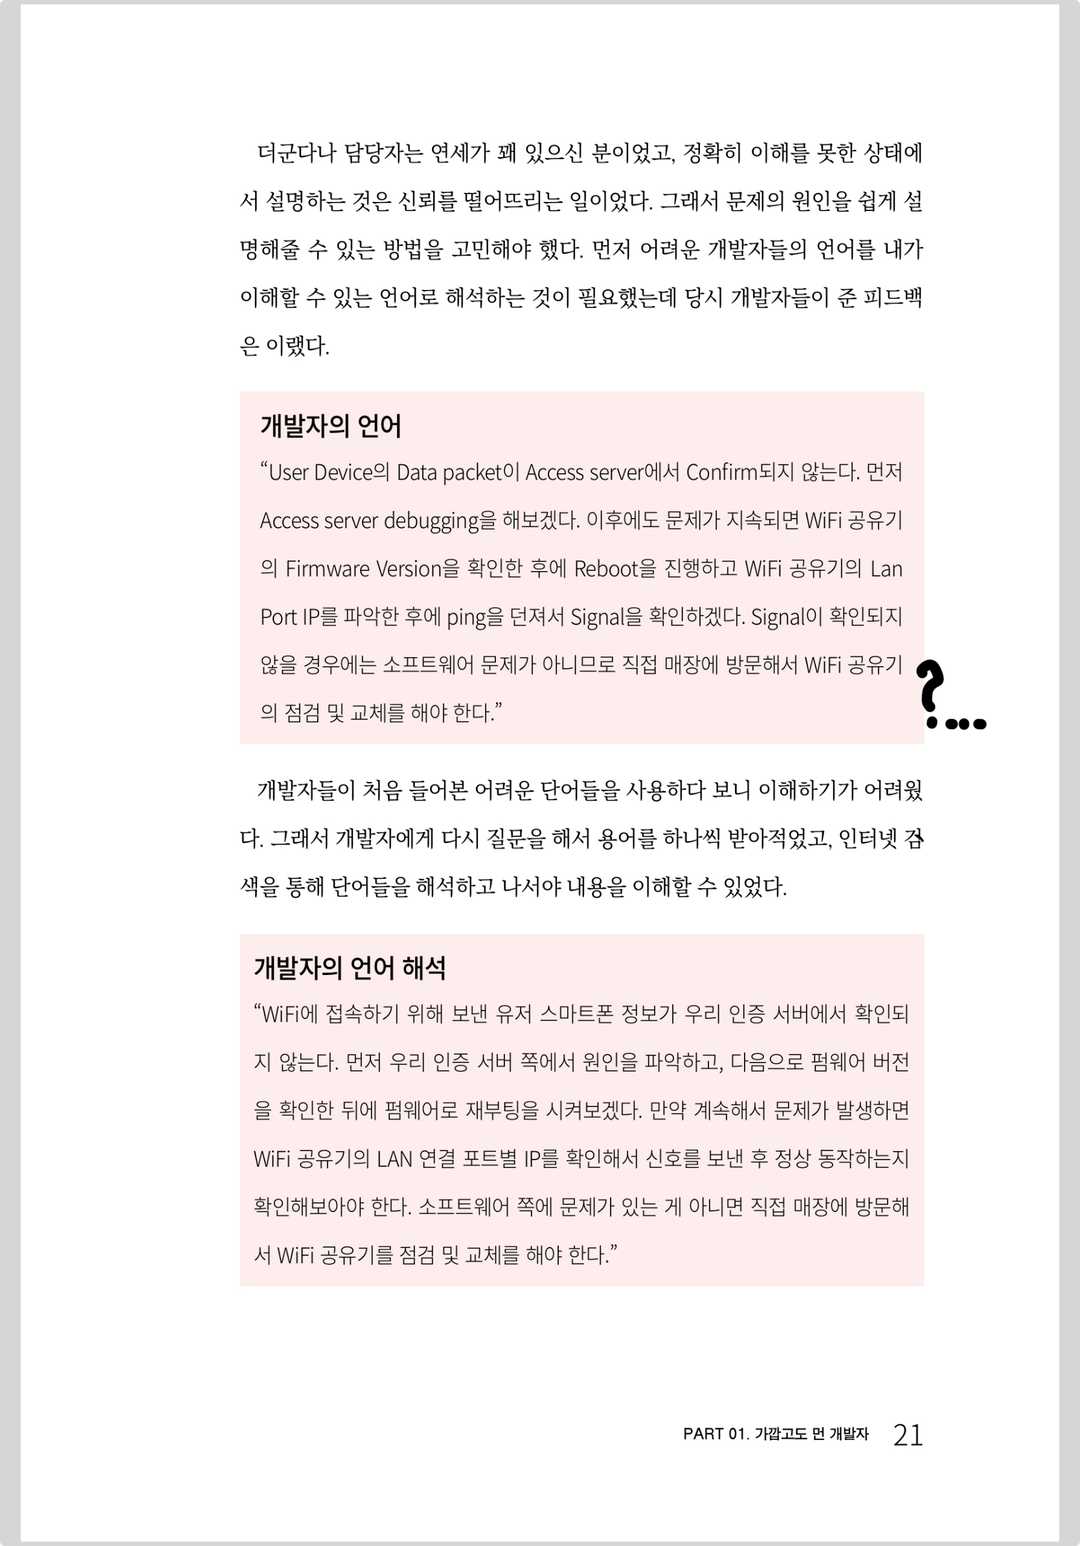 더군다나 담당자는 연세가 꽤 있으신 분이었고, 정확히 이해를 못한 상태에
서 설명하는 것은 신뢰를 떨어뜨리는 일이었다. 그래서 문제의 원인을 쉽게 설
명해줄 수 있는 방법을 고민해야 했다. 먼저 어려운 개발자들의 언어를 내가
이해할 수 있는 언어로 해석하는 것이 필요했는데 당시 개발자들이 준 피드백
은 이랬다.
개발자의 언어
“User Device의 Data packet이 Access server에서 Confirm되지 않는다. 먼저
Access server debugging을 해보겠다. 이후에도 문제가 지속되면 WiFi 공유기
의 Firmware Version을 확인한 후에 Reboot을 진행하고 WiFi 공유기의 Lan
Port IP를 파악한 후에 ping을 던져서 Signal을 확인하겠다. Signal이 확인되지
않을 경우에는 소프트웨어 문제가 아니므로 직접 매장에 방문해서 WiFi 공유기
의 점검 및 교체를 해야 한다.”
?...
개발자들이 처음 들어본 어려운 단어들을 사용하다 보니 이해하기가 어려웠
다. 그래서 개발자에게 다시 질문을 해서 용어를 하나씩 받아적었고, 인터넷 검
색을 통해 단어들을 해석하고 나서야 내용을 이해할 수 있었다.
개발자의 언어 해석
“WiFi에 접속하기 위해 보낸 유저 스마트폰 정보가 우리 인증 서버에서 확인되
지 않는다. 먼저 우리 인증 서버 쪽에서 원인을 파악하고, 다음으로 펌웨어 버전
을 확인한 뒤에 펌웨어로 재부팅을 시켜보겠다. 만약 계속해서 문제가 발생하면
WiFi 공유기의 LAN 연결 포트별 IP를 확인해서 신호를 보낸 후 정상 동작하는지
확인해보아야 한다. 소프트웨어 쪽에 문제가 있는 게 아니면 직접 매장에 방문해
서 WiFi 공유기를 점검 및 교체를 해야 한다.”
PART 01. 가깝고도 먼 개발자 21